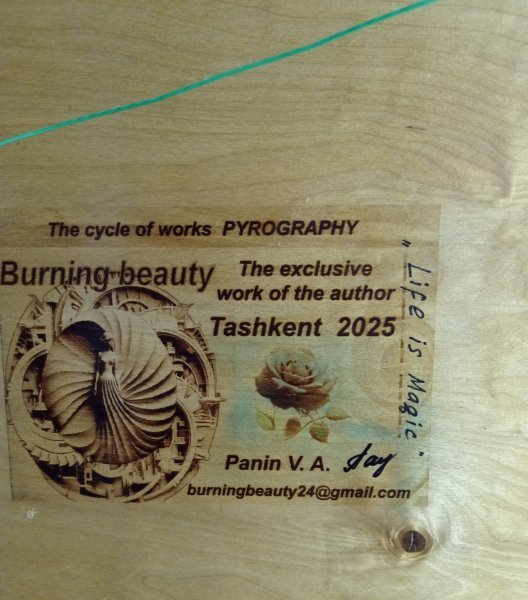 The cycle of works PYROGRAPHY
Burning beauty
The exclusive
work of the author
Tashkent 2025
"Life is Magic"
Panin V. A.
burningbeauty24@gmail.com